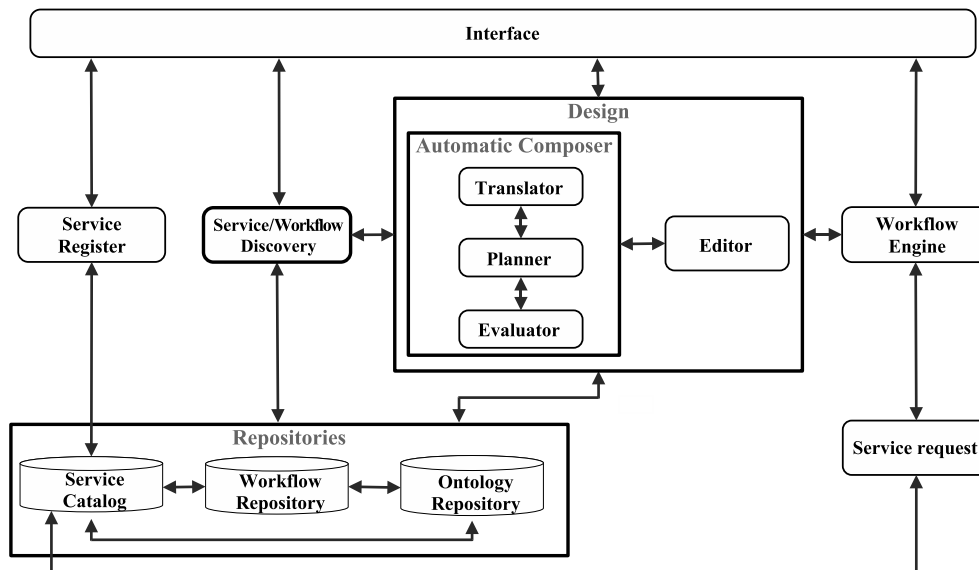 Interface
Design
Automatic Composer
Translator
Service
Register
Service/Workflow
Discovery
Planner
Editor
Workflow
Engine
Evaluator
Repositories
Service
Catalog
Workflow
Repository
Ontology
Repository
Service request